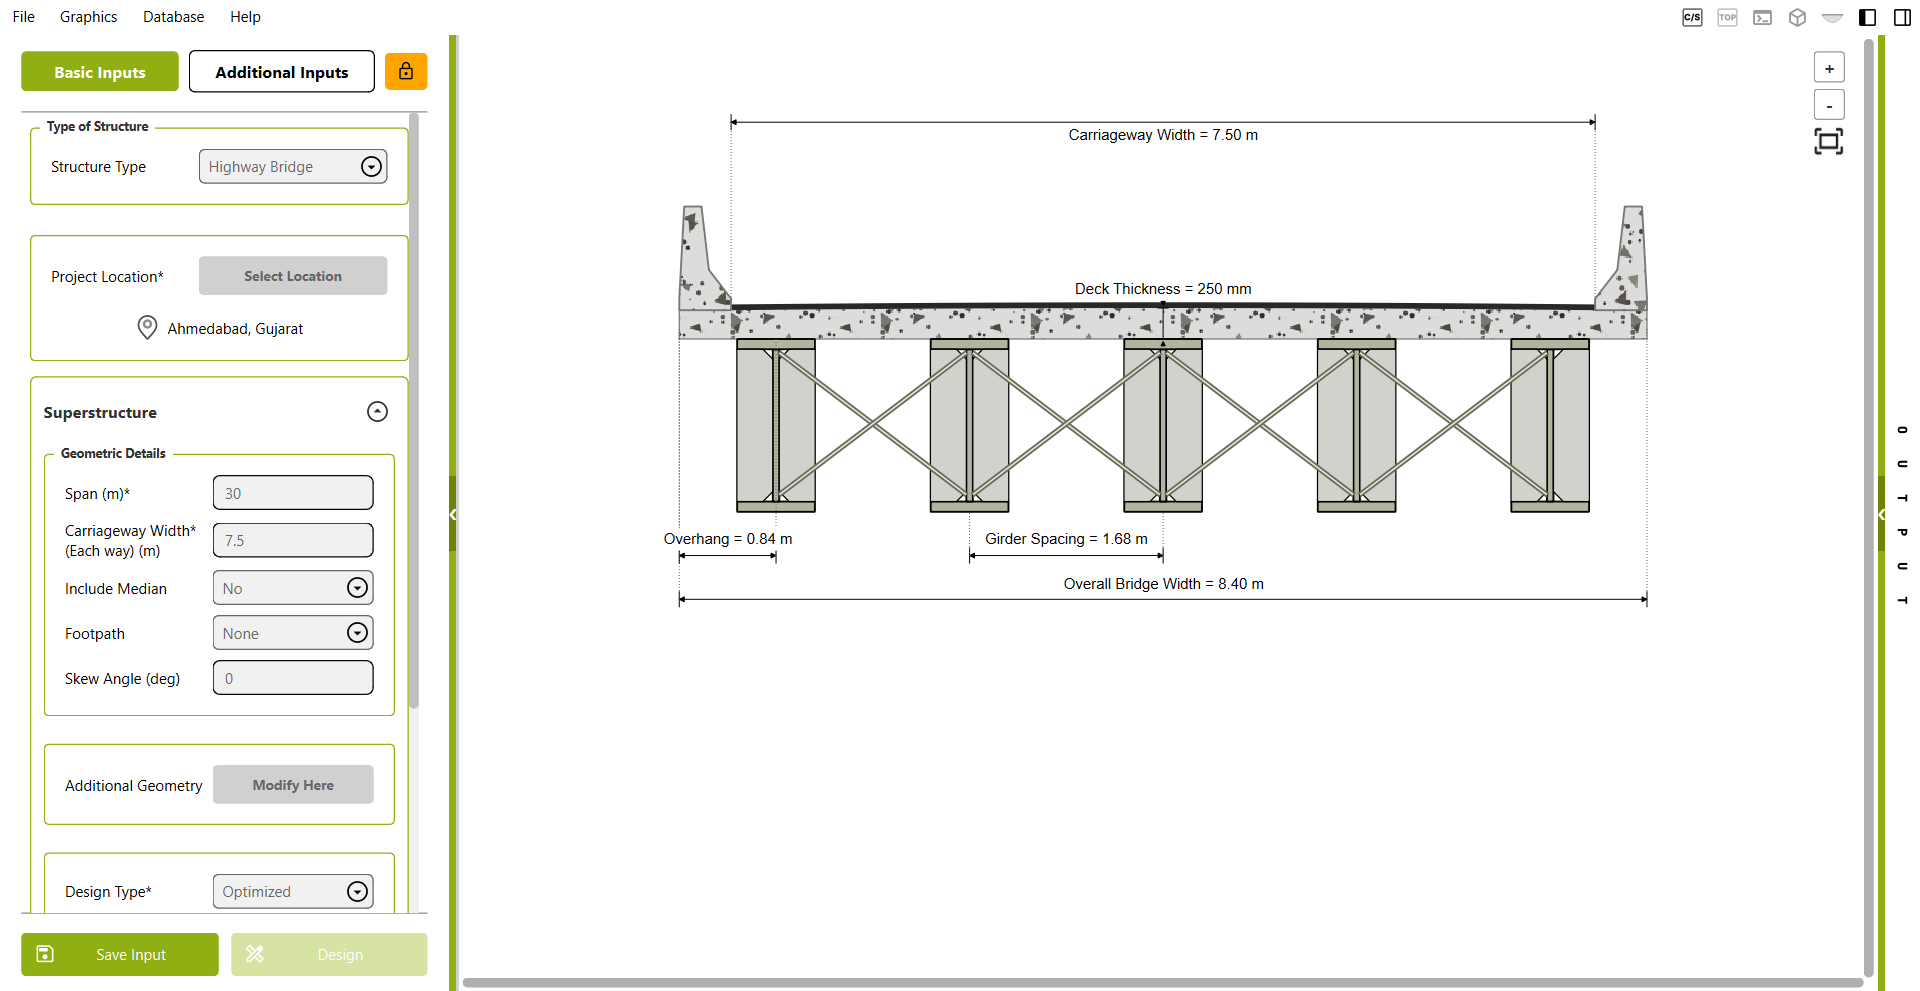 File Graphics Database Help
C/S TOP
Basic Inputs Additional Inputs
Type of Structure
Structure Type Highway Bridge
Project Location* Select Location
Ahmedabad, Gujarat
Superstructure
Geometric Details
Span (m)* 30
Carriageway Width*
(Each way) (m) 7.5
Include Median No
Footpath None
Skew Angle (deg) 0
Additional Geometry Modify Here
Design Type* Optimized
Save Input Design
+
-
Carriageway Width = 7.50 m
Deck Thickness = 250 mm
Overhang = 0.84 m
Girder Spacing = 1.68 m
Overall Bridge Width = 8.40 m
OUTPUT